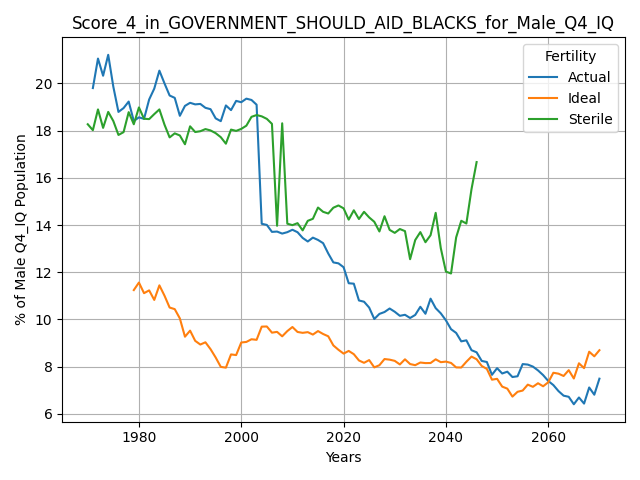 Score_4_in_GOVERNMENT_SHOULD_AID_BLACKS_for_Male_Q4_IQ
Fertility
Actual
Ideal
Sterile
% of Male Q4_IQ Population
20
18
16
14
12
10
8
6
1980 2000 2020 2040 2060
Years